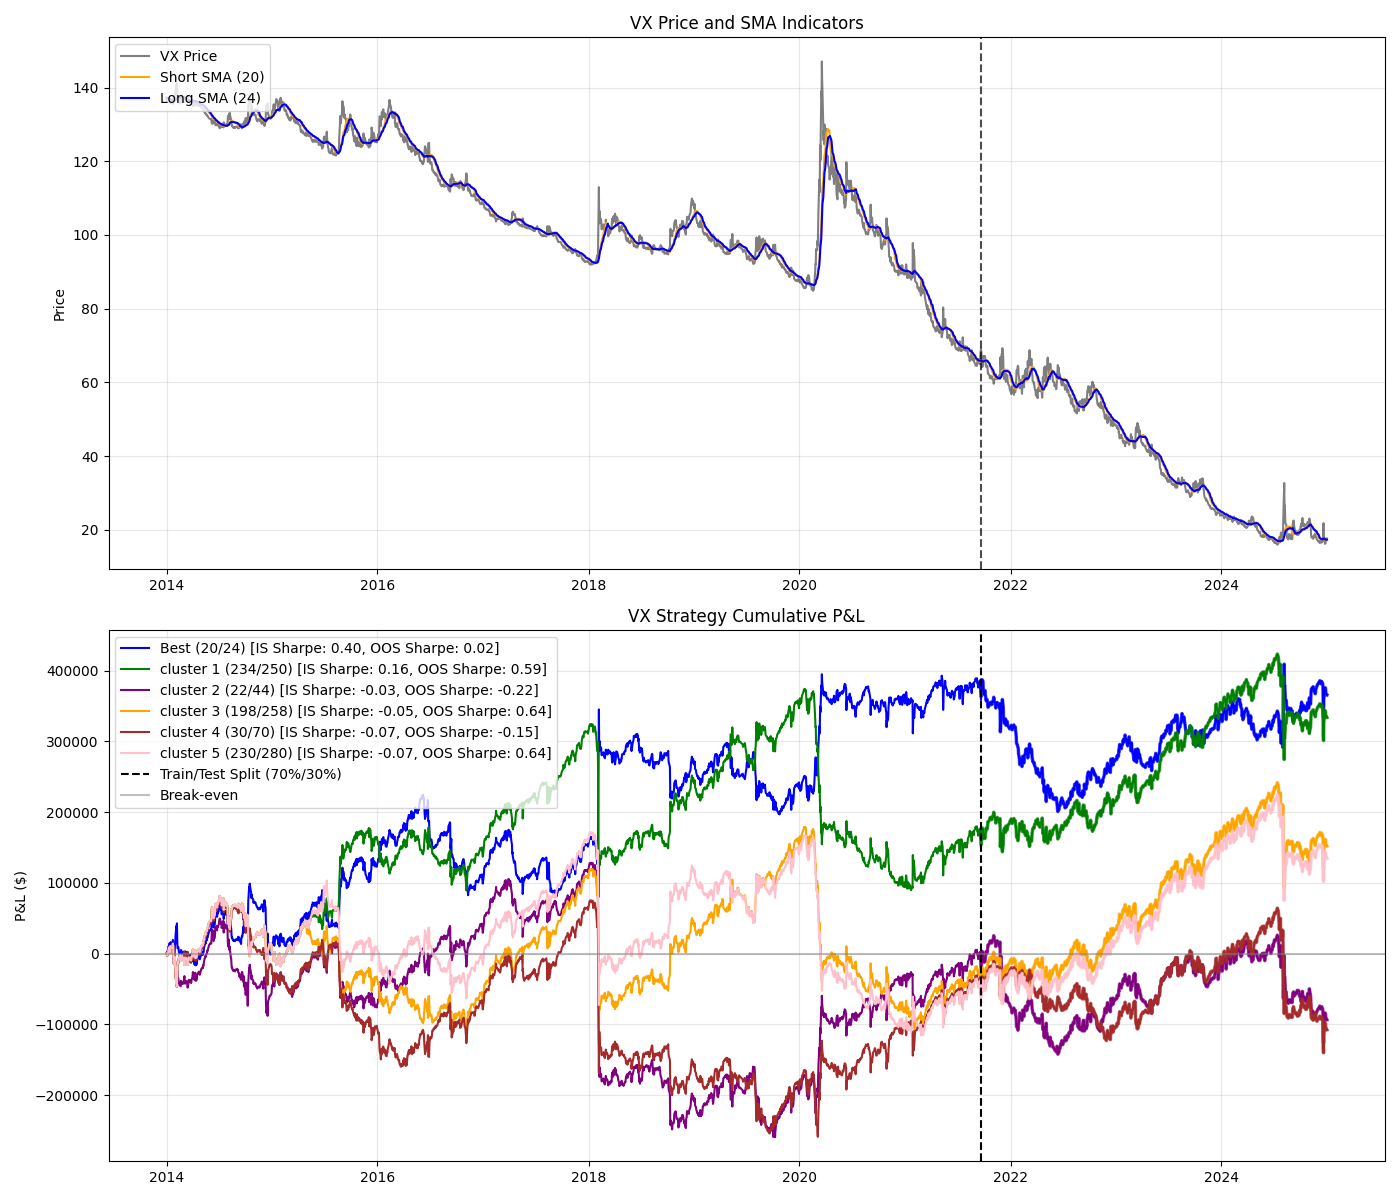 VX Price and SMA Indicators
VX Price
Short SMA (20)
Long SMA (24)
Price
140
120
100
80
60
40
20
2014
2016
2018
2020
2022
2024
VX Strategy Cumulative P&L
Best (20/24) [IS Sharpe: 0.40, OOS Sharpe: 0.02]
cluster 1 (234/250) [IS Sharpe: 0.16, OOS Sharpe: 0.59]
cluster 2 (22/44) [IS Sharpe: -0.03, OOS Sharpe: -0.22]
cluster 3 (198/258) [IS Sharpe: -0.05, OOS Sharpe: 0.64]
cluster 4 (30/70) [IS Sharpe: -0.07, OOS Sharpe: -0.15]
cluster 5 (230/280) [IS Sharpe: -0.07, OOS Sharpe: 0.64]
Train/Test Split (70%/30%)
Break-even
P&L ($)
400000
300000
200000
100000
0
−100000
−200000
2014
2016
2018
2020
2022
2024